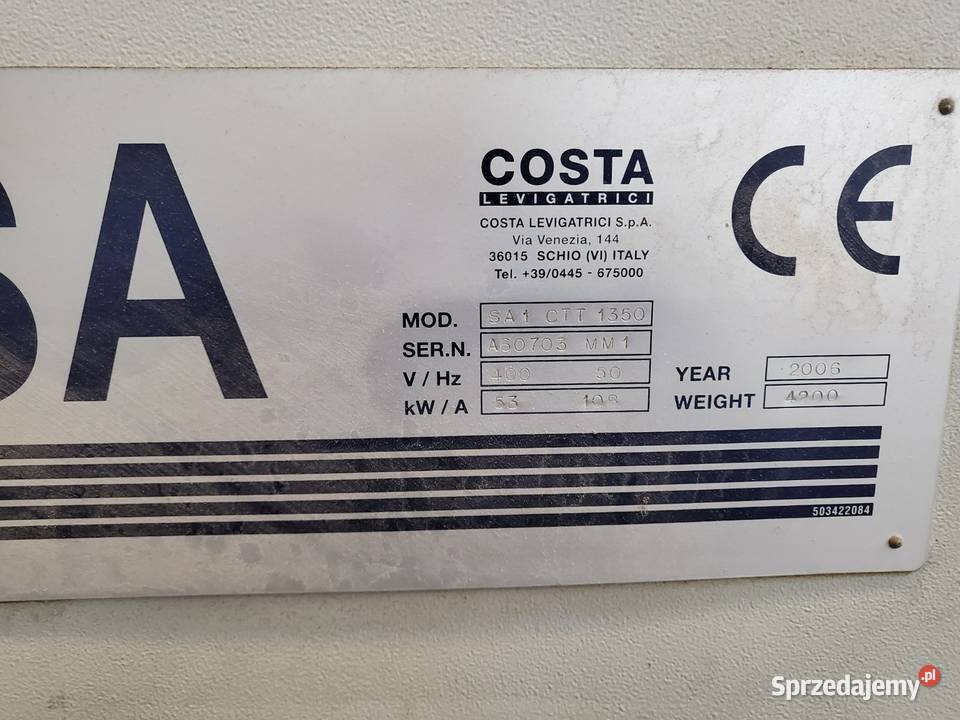 SA
COSTA
LEVIGATRICI
COSTA LEVIGATRICI S.p.A.
Via Venezia, 144
36015 SCHIO (VI) ITALY
Tel. +39/0445 - 675000
CE
MOD. SA1 CTT 1350
SER.N. A30703 MM1
V / Hz 400 50
kW / A 53 108
YEAR 2006
WEIGHT 4200
503422084
Sprzedajemy.pl